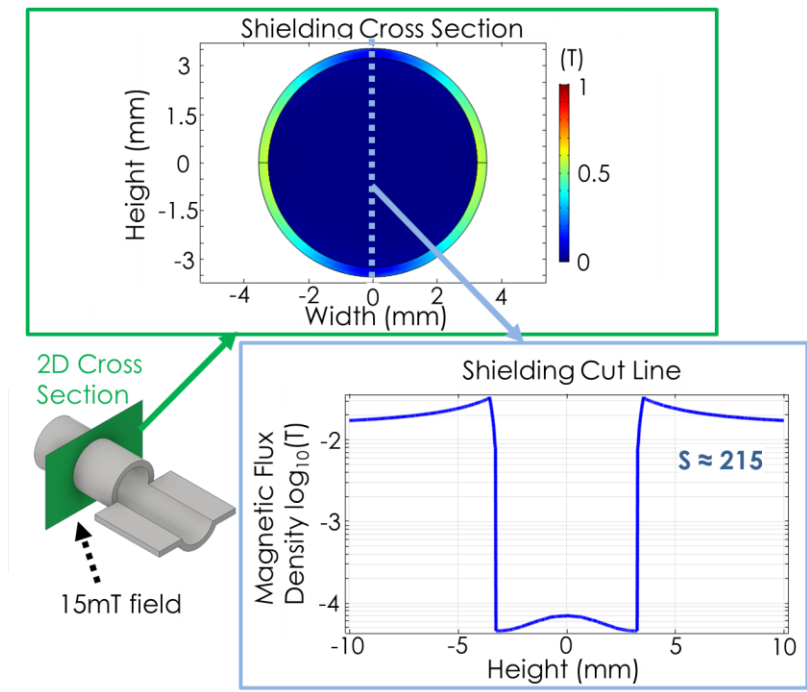 Shielding Cross Section
(T)
3
1.5
0
-1.5
-3
Height (mm)
1
0.5
0
-4
-2
0
2
4
Width (mm)
2D Cross
Section
15mT field
Shielding Cut Line
Magnetic Flux
Density log₁₀(T)
-2
-3
-4
S ≈ 215
-10
-5
0
5
10
Height (mm)